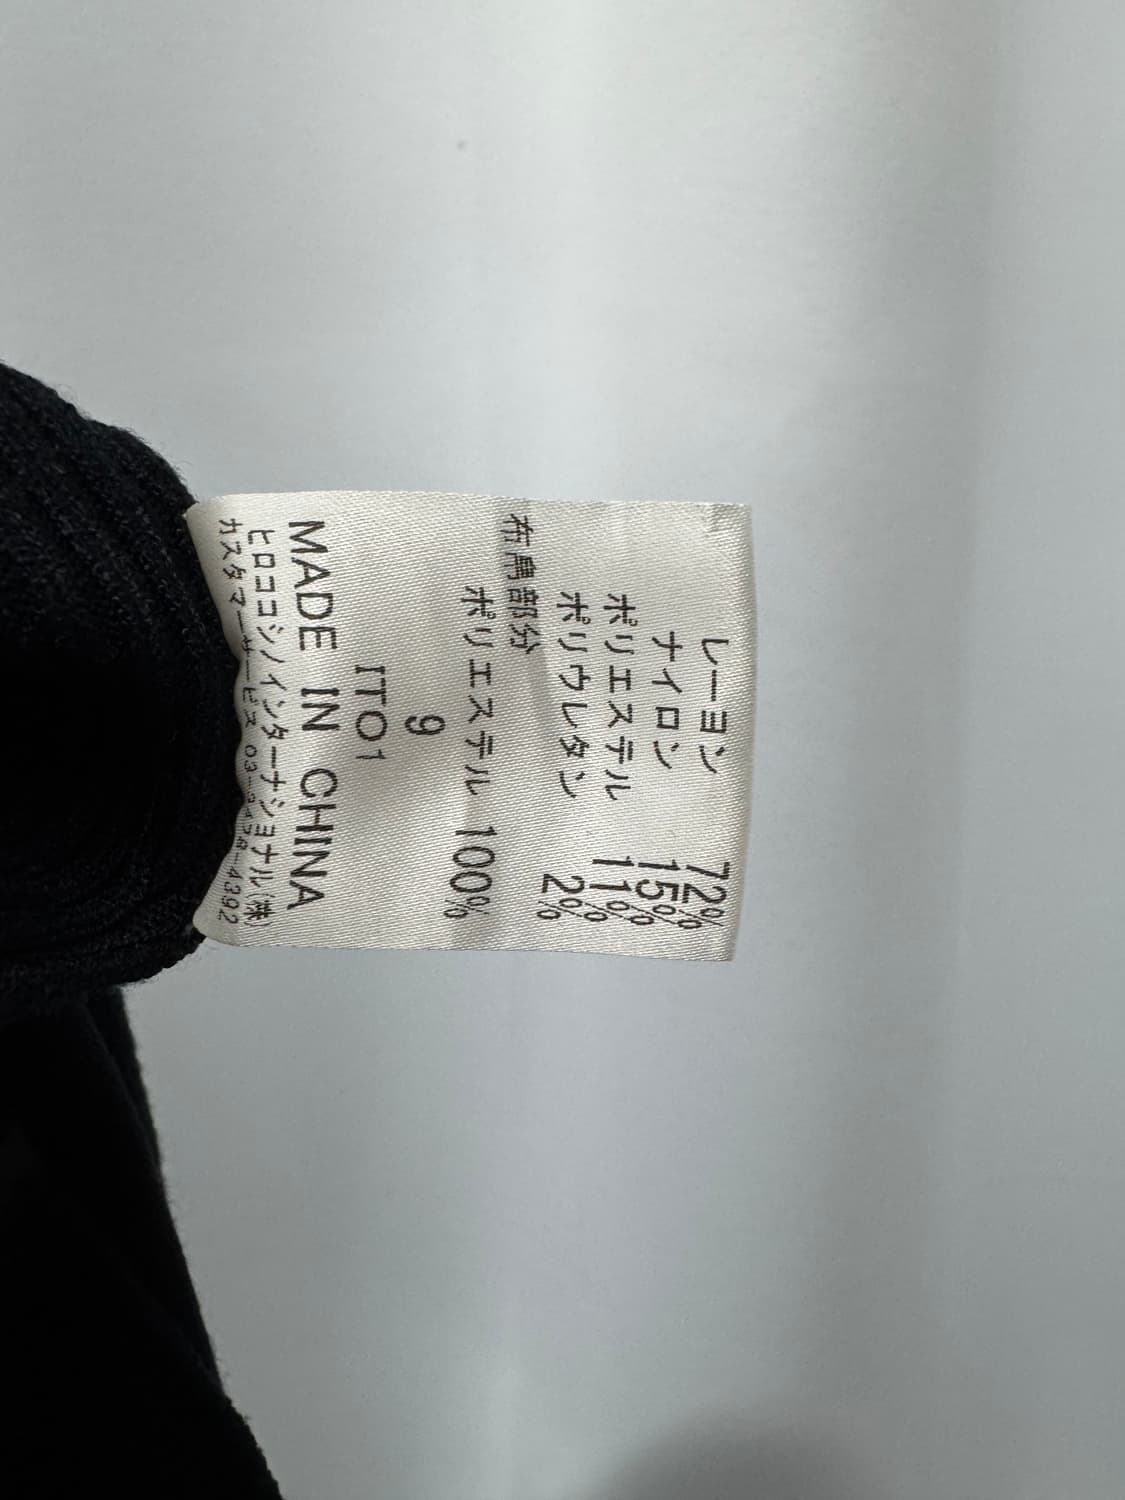 レーヨン 72%
ナイロン 15%
ポリエステル 11%
ポリウレタン 2%
布帛部分
ポリエステル 100%
9
ITO1
MADE IN CHINA
ヒロココシノインターナショナル(株)
カスタマーサービス